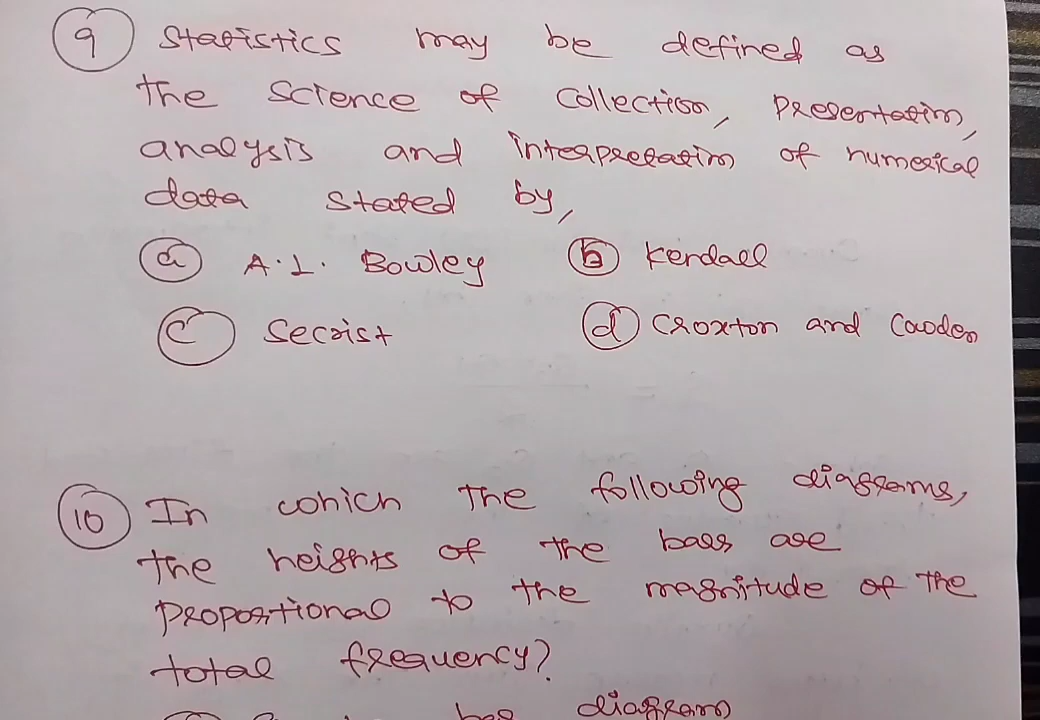 9 Statistics may be defined as
the science of collection, presentation,
analysis and interpretation of numerical
data stated by,
a A.L. Bowley b Kendall
c Secrist d Croxton and Cowden
10 In which the following diagrams,
the heights of the bars are
proportional to the magnitude of the
total frequency?
bar diagram